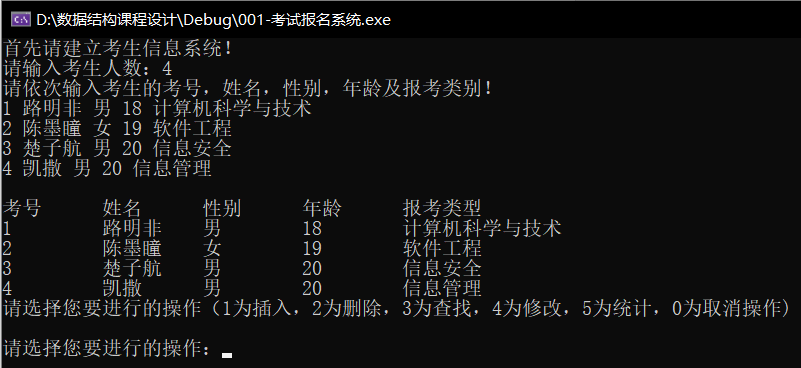 D:\数据结构课程设计\Debug\001-考试报名系统.exe
首先请建立考生信息系统!
请输入考生人数: 4
请依次输入考生的考号, 姓名, 性别, 年龄及报考类别!
1 路明非 男 18 计算机科学与技术
2 陈墨瞳 女 19 软件工程
3 楚子航 男 20 信息安全
4 凯撒 男 20 信息管理
考号 姓名 性别 年龄 报考类型
1 路明非 男 18 计算机科学与技术
2 陈墨瞳 女 19 软件工程
3 楚子航 男 20 信息安全
4 凯撒 男 20 信息管理
请选择您要进行的操作 (1为插入, 2为删除, 3为查找, 4为修改, 5为统计, 0为取消操作)
请选择您要进行的操作: